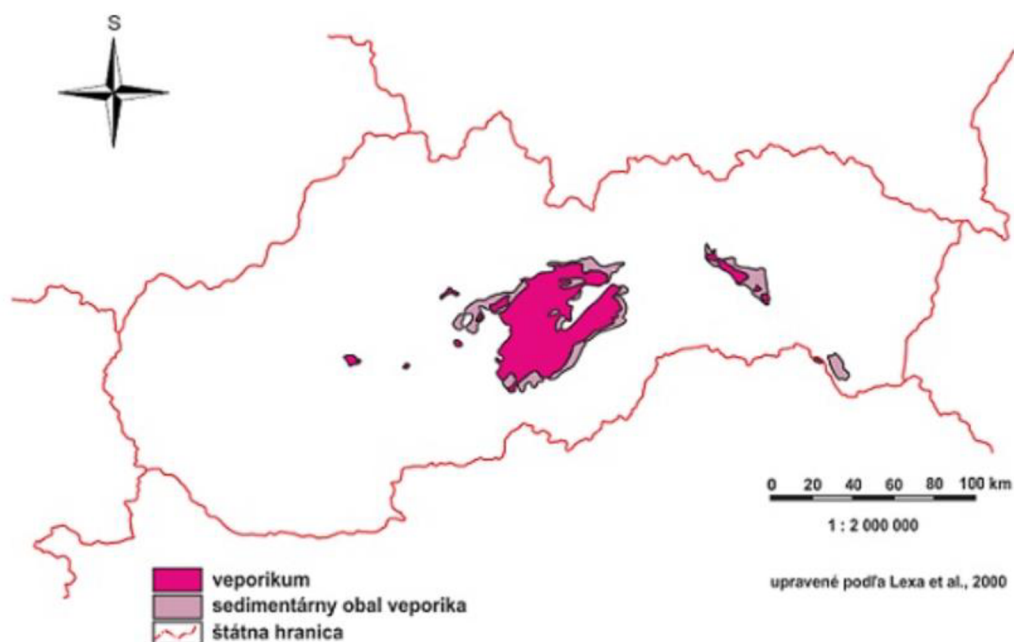 S
0 20 40 60 80 100 km
1 : 2 000 000
veporikum
sedimentárny obal veporika
štátna hranica
upravené podľa Lexa et al., 2000